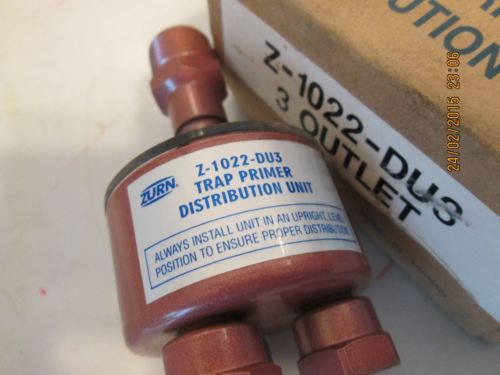 ZURN
Z-1022-DU3
TRAP PRIMER
DISTRIBUTION UNIT
ALWAYS INSTALL UNIT IN AN UPRIGHT, LEVEL
POSITION TO ENSURE PROPER DISTRIBUTION
Z-1022-DU3
3 OUTLET
24/02/2015 23:06